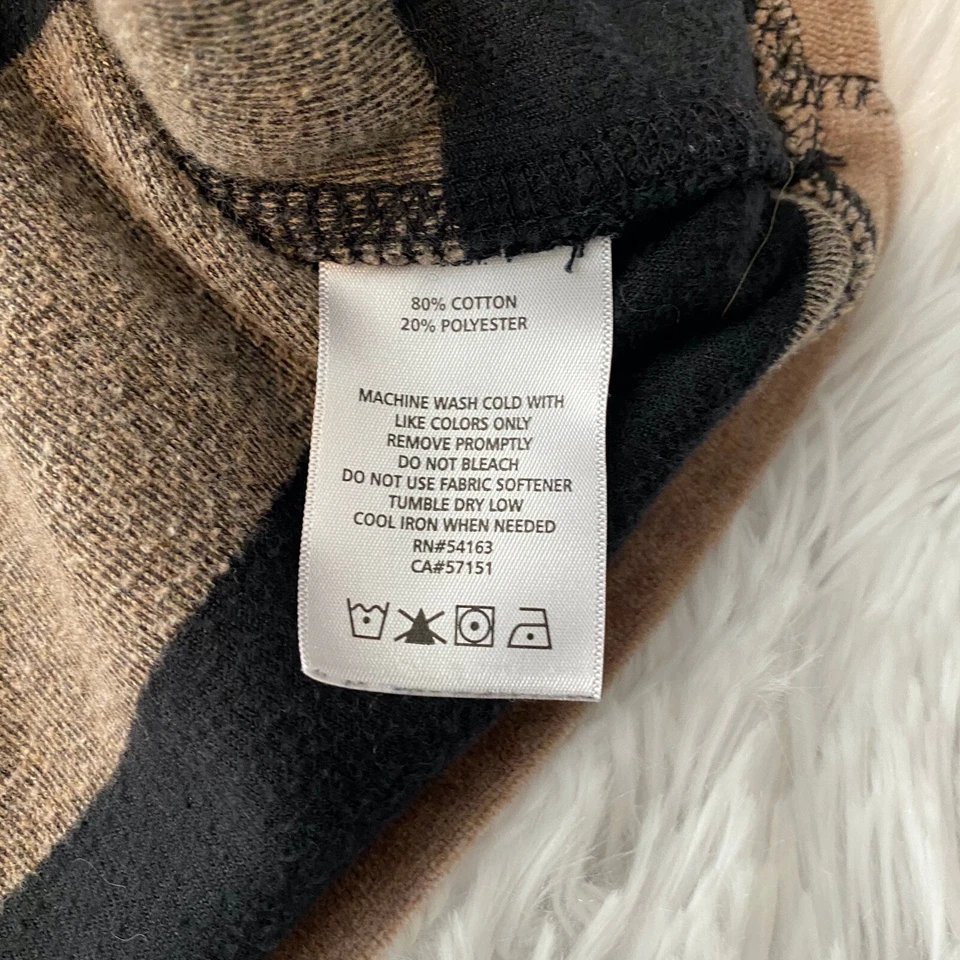 80% COTTON
20% POLYESTER
MACHINE WASH COLD WITH
LIKE COLORS ONLY
REMOVE PROMPTLY
DO NOT BLEACH
DO NOT USE FABRIC SOFTENER
TUMBLE DRY LOW
COOL IRON WHEN NEEDED
RN#54163
CA#57151